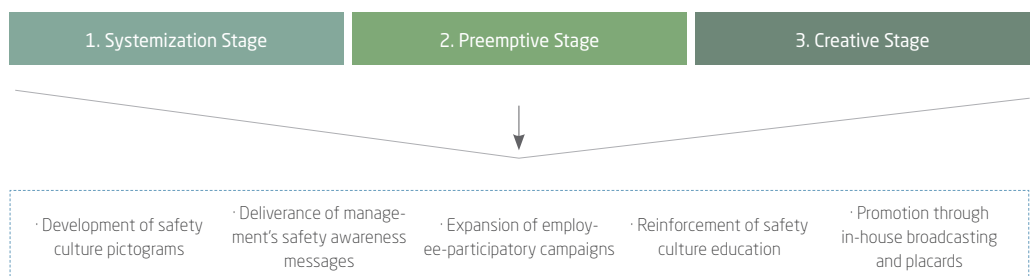 1. Systemization Stage
2. Preemptive Stage
3. Creative Stage
· Development of safety
culture pictograms
· Deliverance of manage-
ment's safety awareness
messages
· Expansion of employ-
ee-participatory campaigns
· Reinforcement of safety
culture education
· Promotion through
in-house broadcasting
and placards